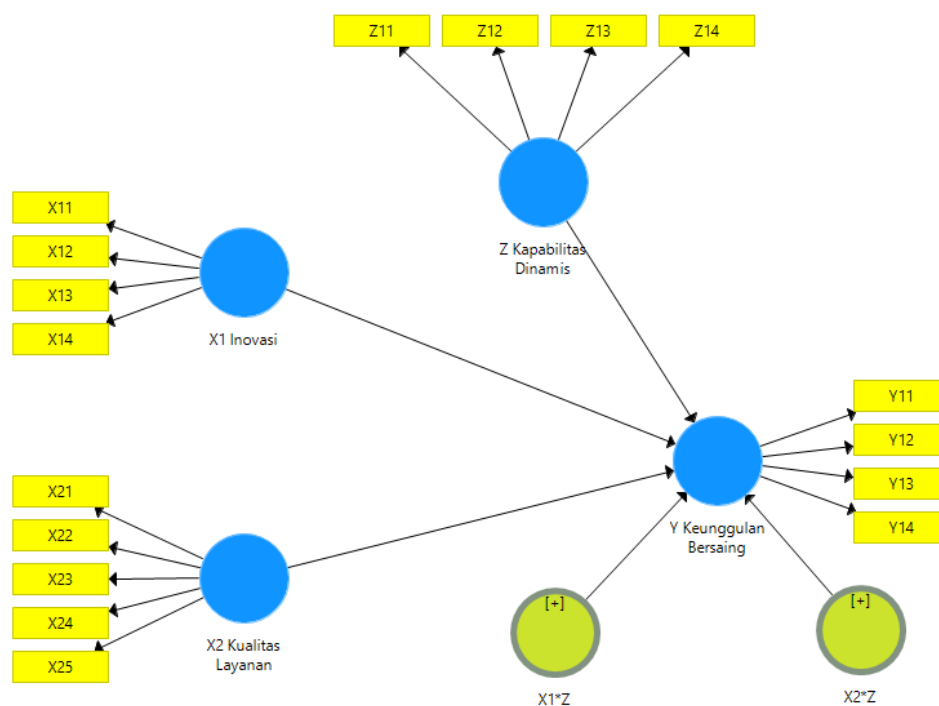 Z11
Z12
Z13
Z14
Z Kapabilitas
Dinamis
X11
X12
X13
X14
X1 Inovasi
X21
X22
X23
X24
X25
X2 Kualitas
Layanan
Y11
Y12
Y13
Y14
Y Keunggulan
Bersaing
[+]
X1*Z
[+]
X2*Z